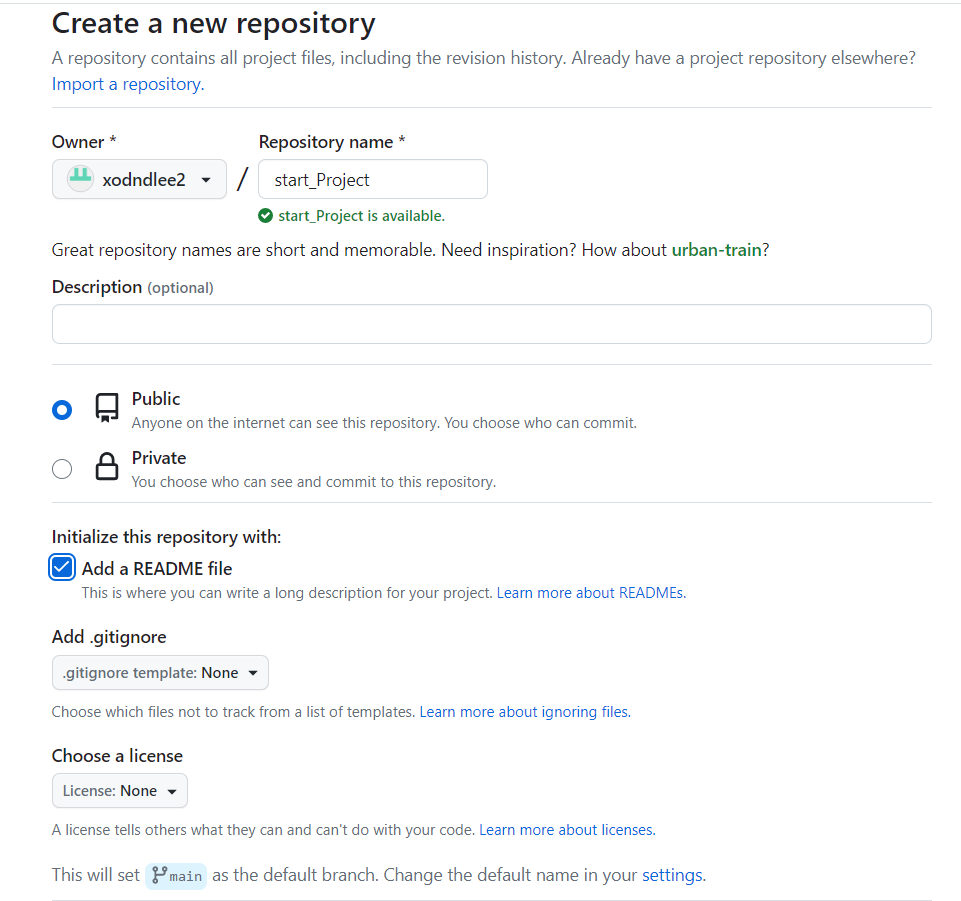 Create a new repository
A repository contains all project files, including the revision history. Already have a project repository elsewhere?
Import a repository.
Owner * Repository name *
xodndlee2 / start_Project
start_Project is available.
Great repository names are short and memorable. Need inspiration? How about urban-train?
Description (optional)
Public
Anyone on the internet can see this repository. You choose who can commit.
Private
You choose who can see and commit to this repository.
Initialize this repository with:
Add a README file
This is where you can write a long description for your project. Learn more about READMEs.
Add .gitignore
.gitignore template: None
Choose which files not to track from a list of templates. Learn more about ignoring files.
Choose a license
License: None
A license tells others what they can and can't do with your code. Learn more about licenses.
This will set main as the default branch. Change the default name in your settings.